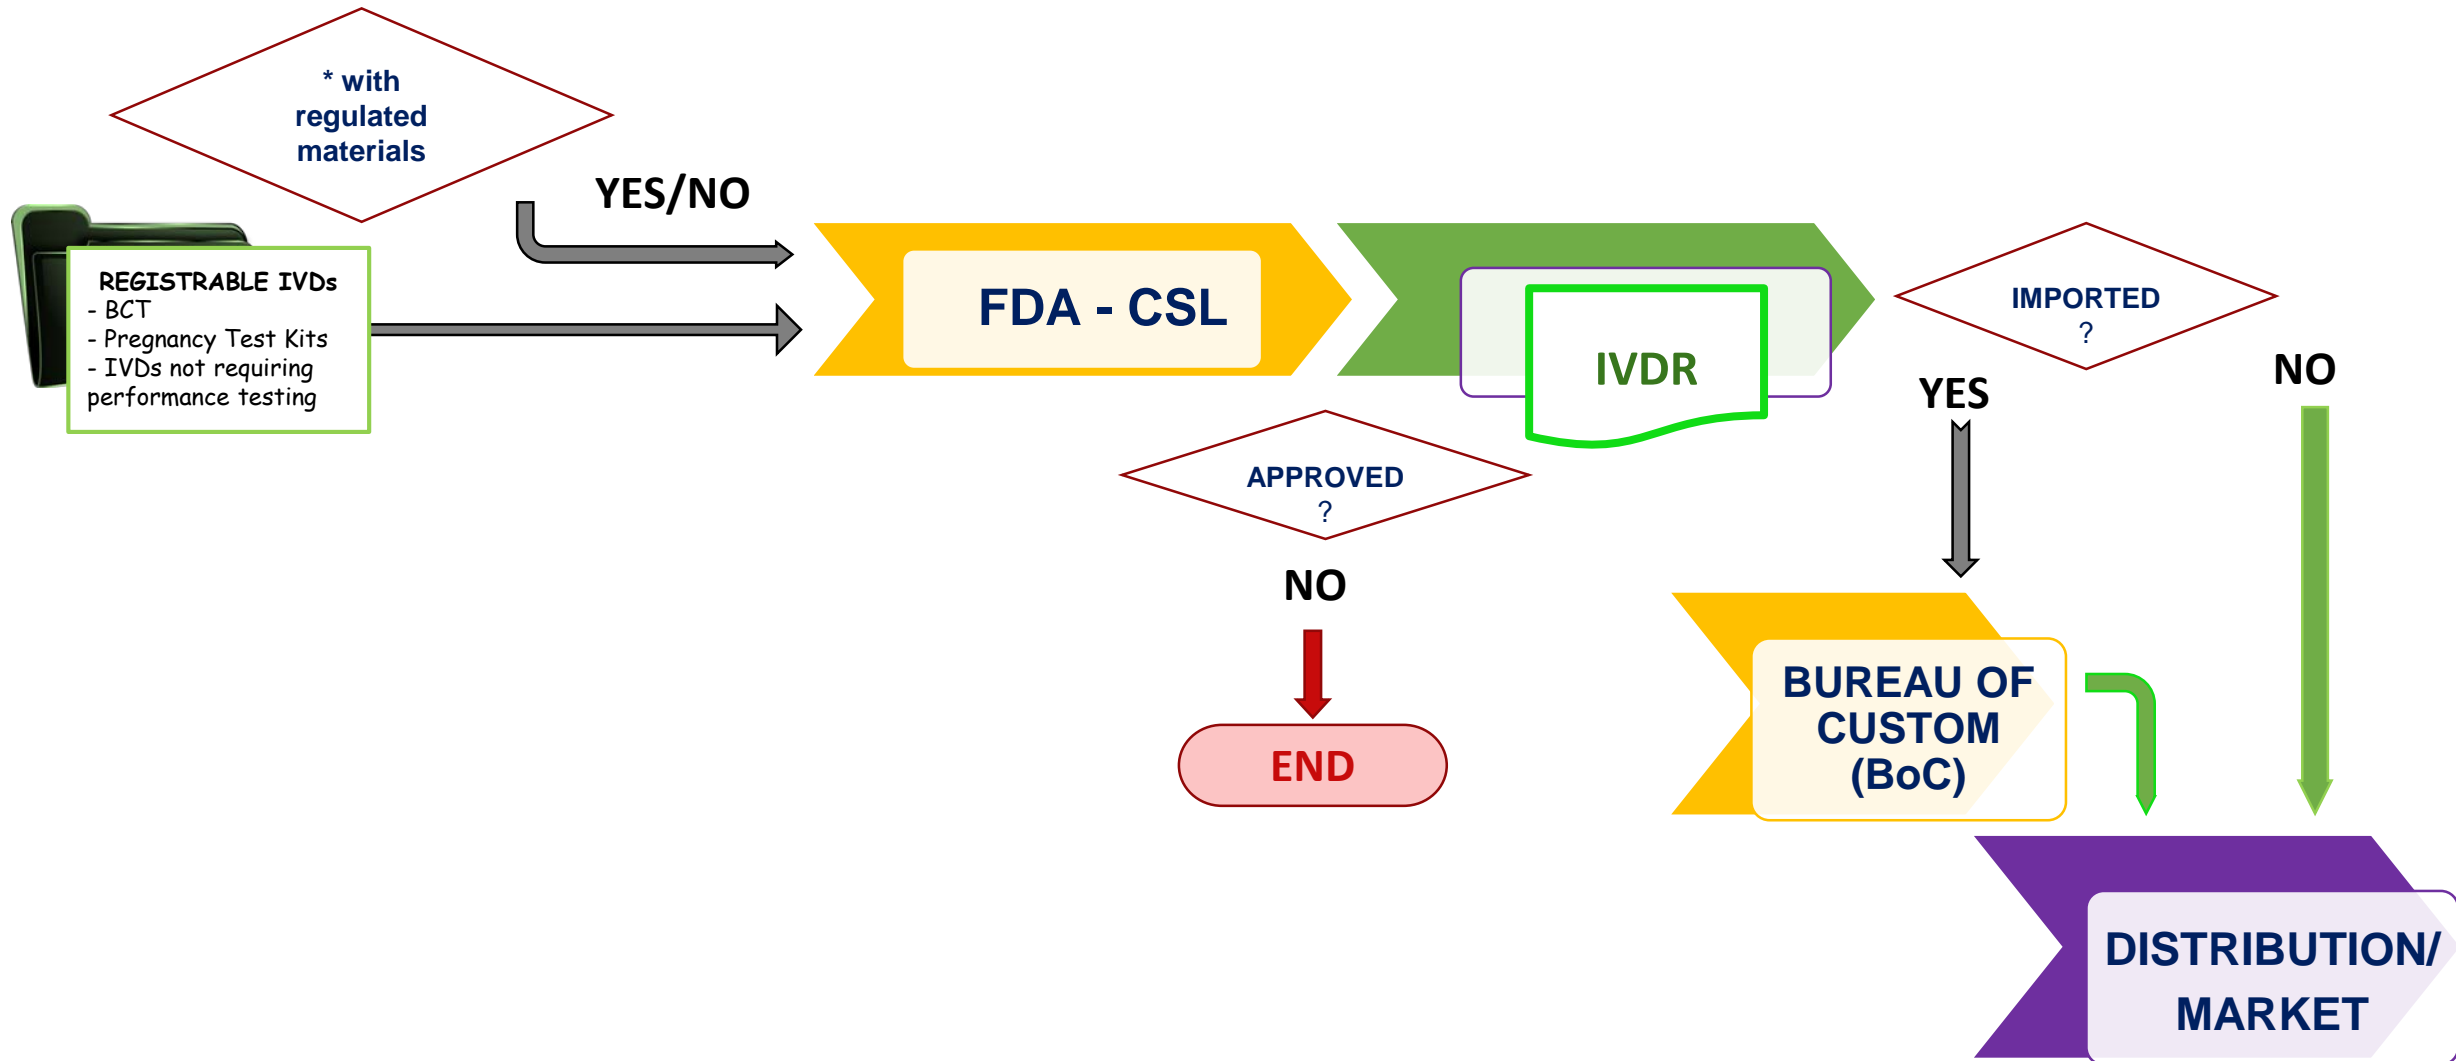 * with
regulated
materials
YES/NO
REGISTRABLE IVDs
- BCT
- Pregnancy Test Kits
- IVDs not requiring
performance testing
FDA - CSL
IVDR
IMPORTED
?
NO
YES
APPROVED
?
NO
END
BUREAU OF
CUSTOM
(BoC)
DISTRIBUTION/
MARKET